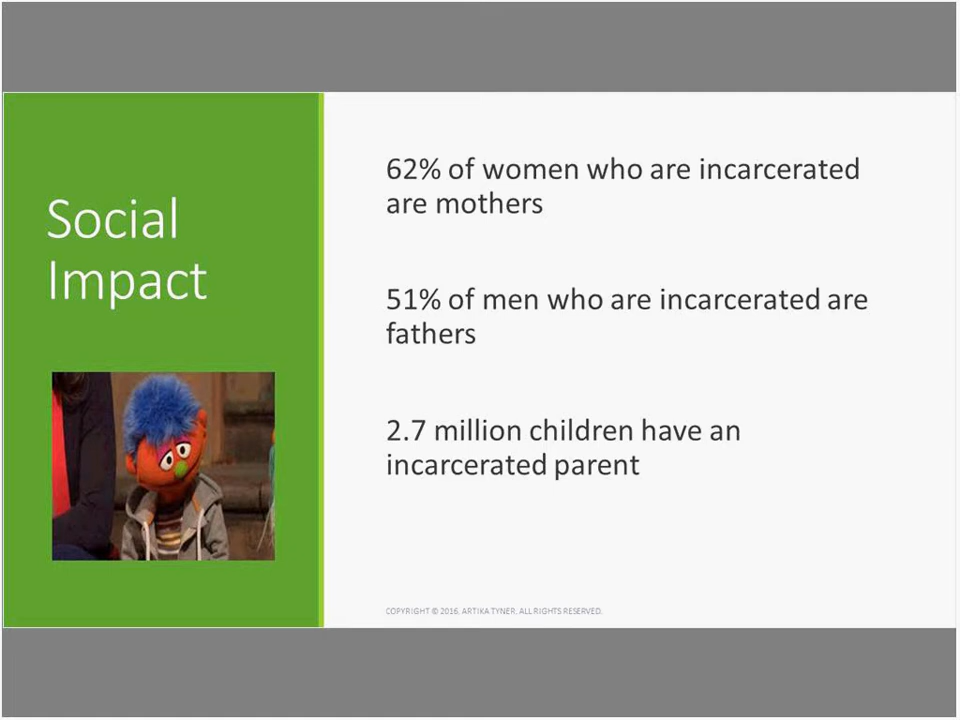 Social
Impact
62% of women who are incarcerated
are mothers
51% of men who are incarcerated are
fathers
2.7 million children have an
incarcerated parent
COPYRIGHT © 2016, ARTIKA TYNER, ALL RIGHTS RESERVED.